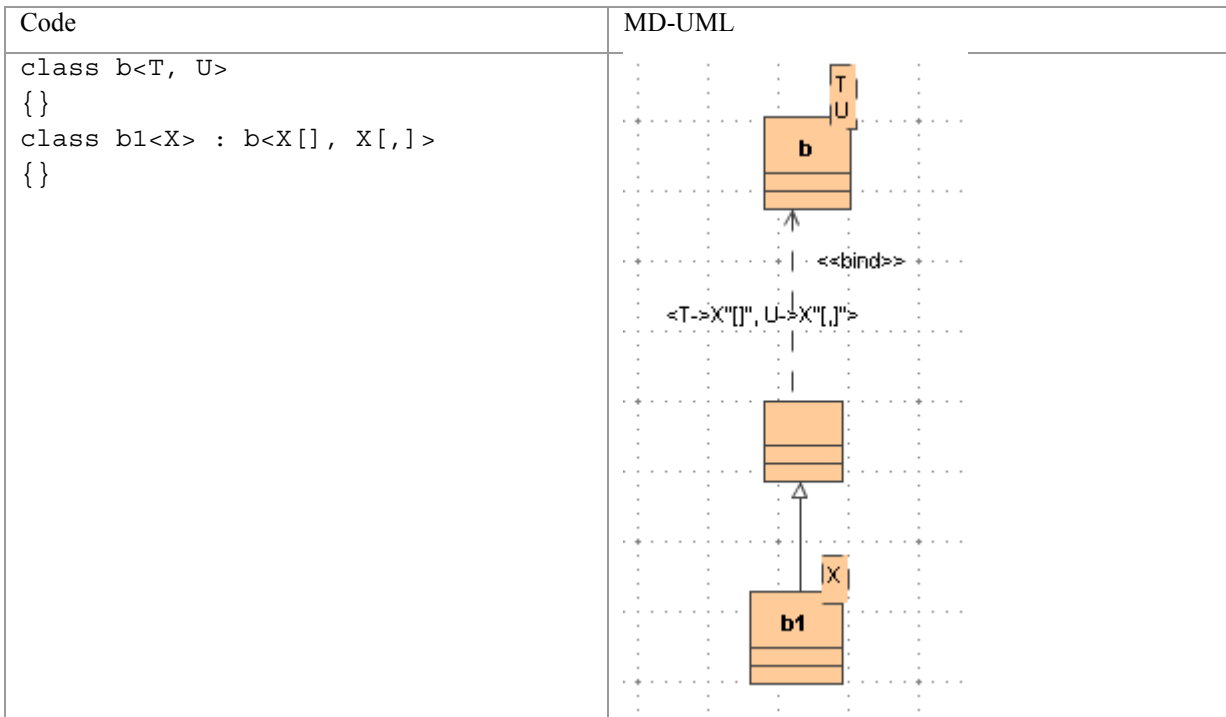 Code
MD-UML
class b<T, U>
{}
class b1<X> : b<X[], X[,]>
{}
T
U
b
<<bind>>
<T->X"[]", U->X"[,]">
X
b1